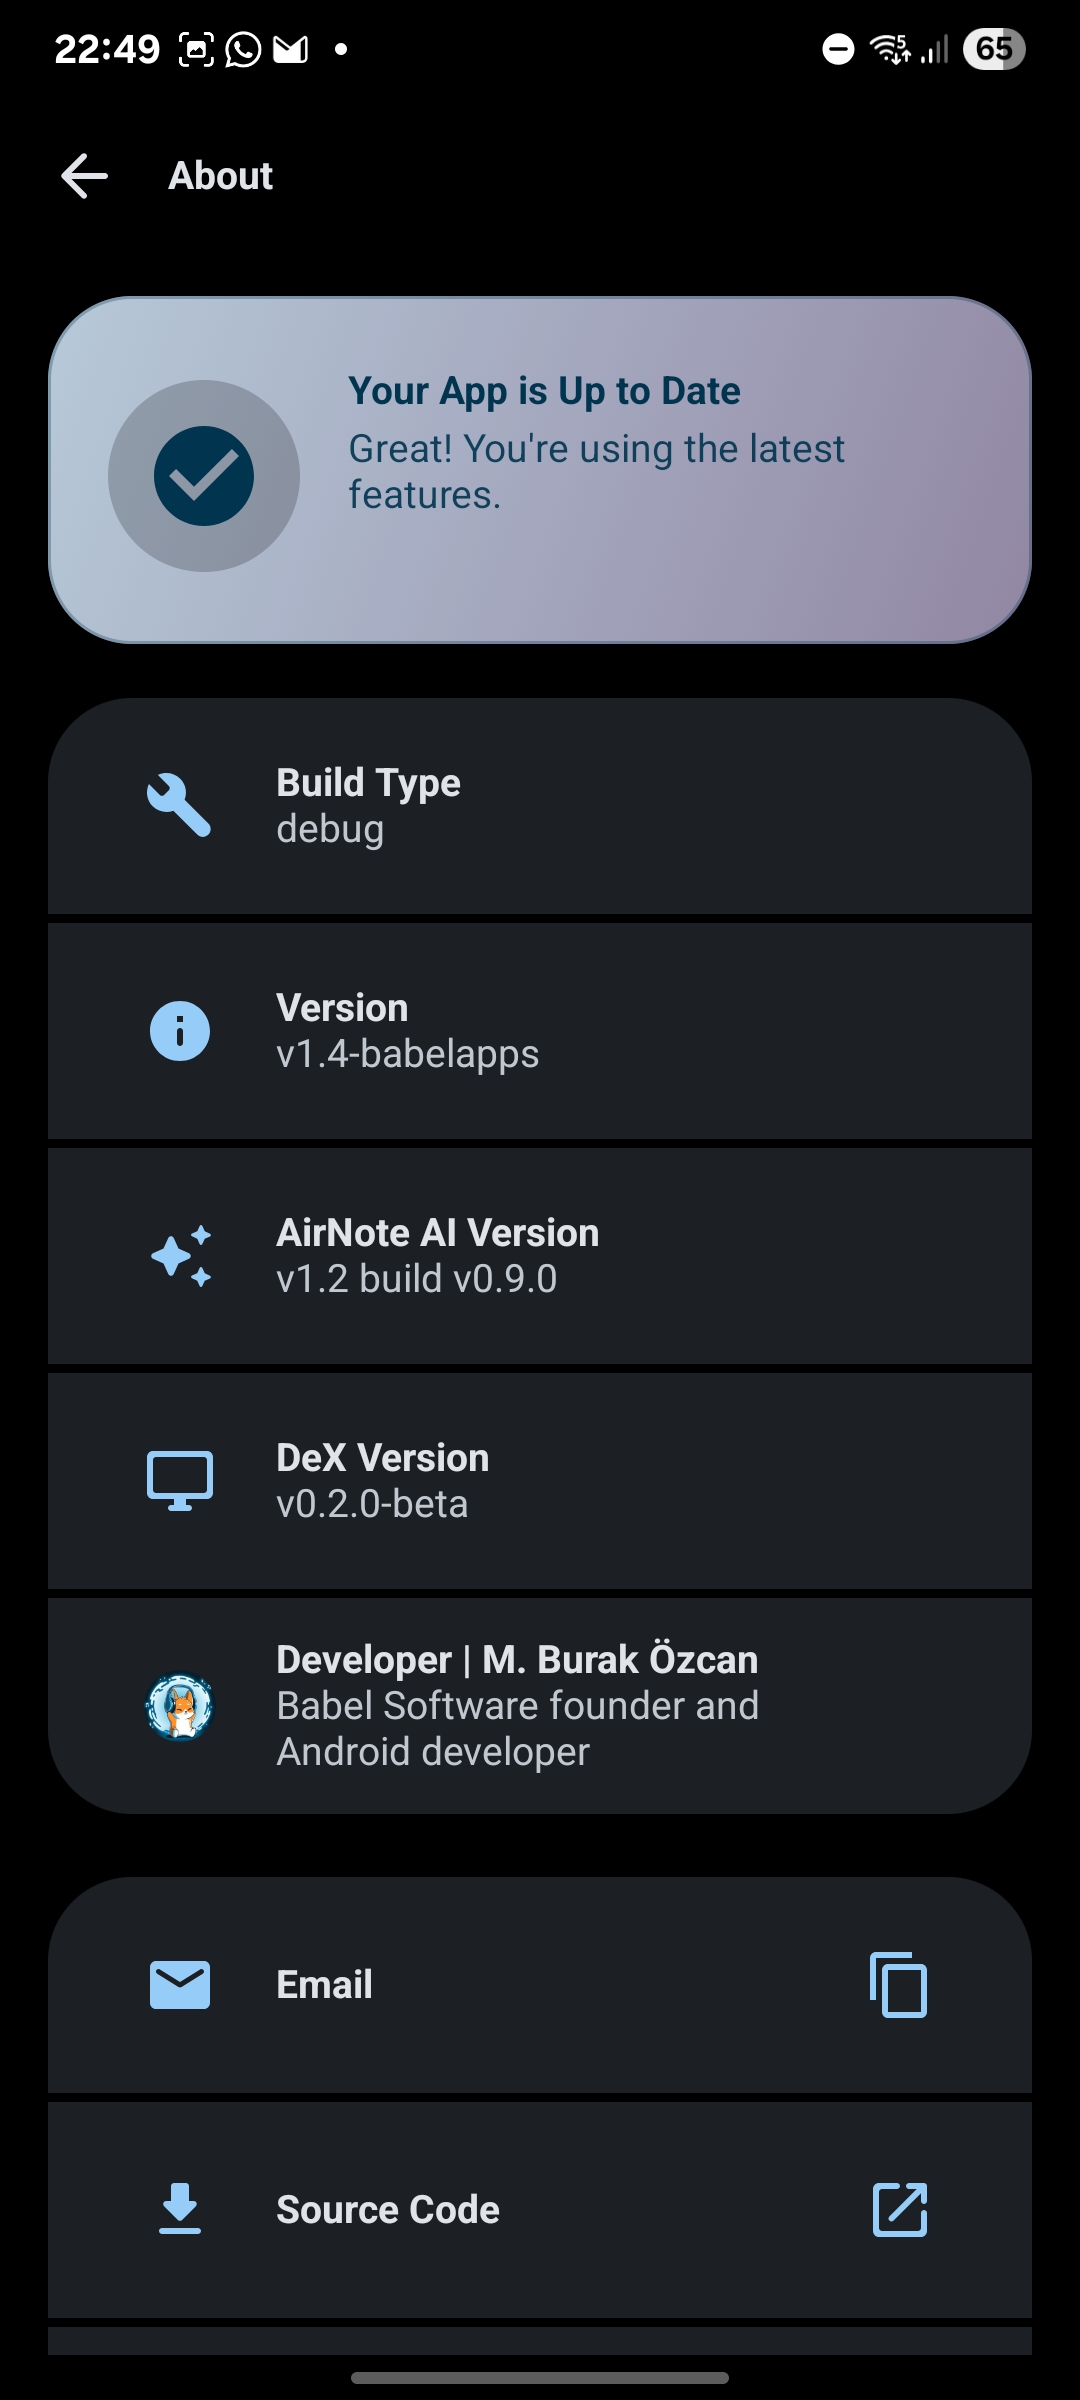 22:49
5
65
About
Your App is Up to Date
Great! You're using the latest
features.
Build Type
debug
Version
v1.4-babelapps
AirNote AI Version
v1.2 build v0.9.0
DeX Version
v0.2.0-beta
Developer | M. Burak Özcan
Babel Software founder and
Android developer
Email
Source Code